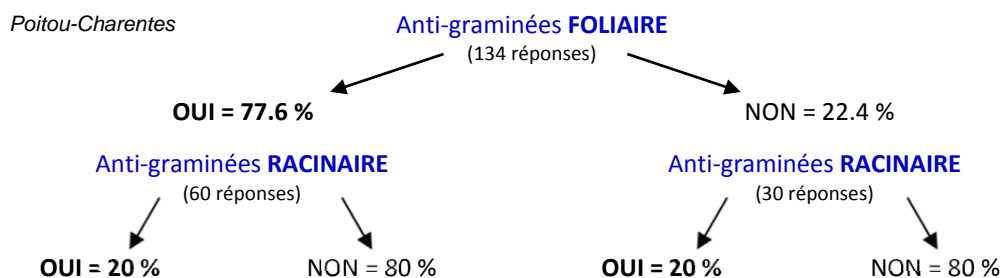 Poitou-Charentes
Anti-graminées FOLIAIRE
(134 réponses)
OUI = 77.6 %
NON = 22.4 %
Anti-graminées RACINAIRE
(60 réponses)
Anti-graminées RACINAIRE
(30 réponses)
OUI = 20 %
NON = 80 %
OUI = 20 %
NON = 80 %